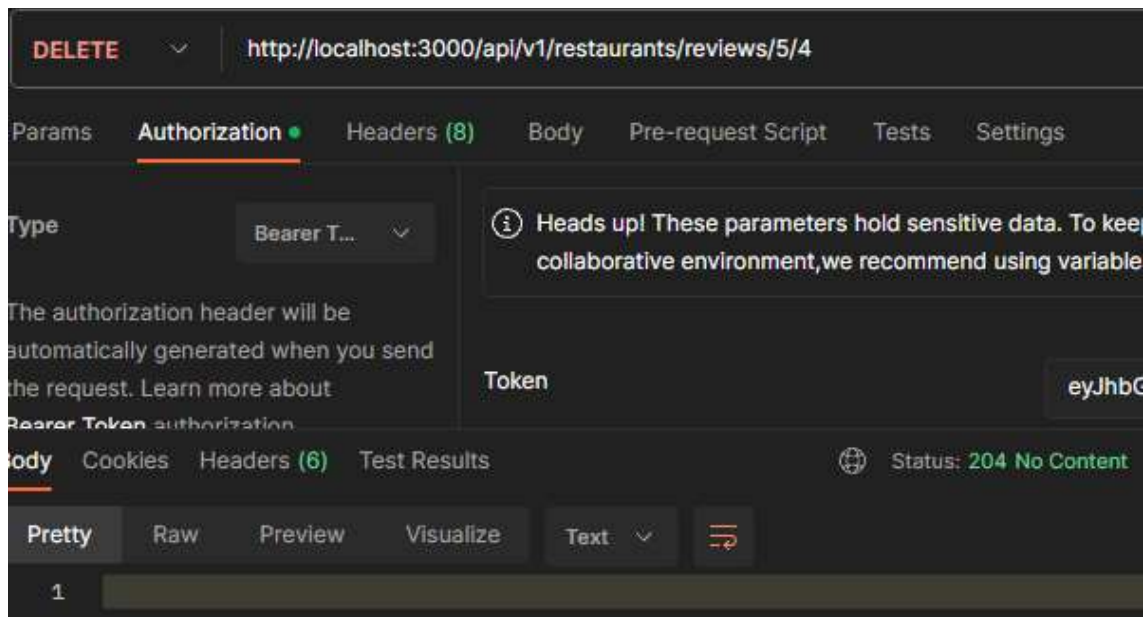 DELETE http://localhost:3000/api/v1/restaurants/reviews/5/4
Params Authorization Headers (8) Body Pre-request Script Tests Settings
Type Bearer T...
Heads up! These parameters hold sensitive data. To keep
collaborative environment,we recommend using variable
The authorization header will be
automatically generated when you send
the request. Learn more about
Bearer Token authorization
Token eyJhbG
Body Cookies Headers (6) Test Results Status: 204 No Content
Pretty Raw Preview Visualize Text
1